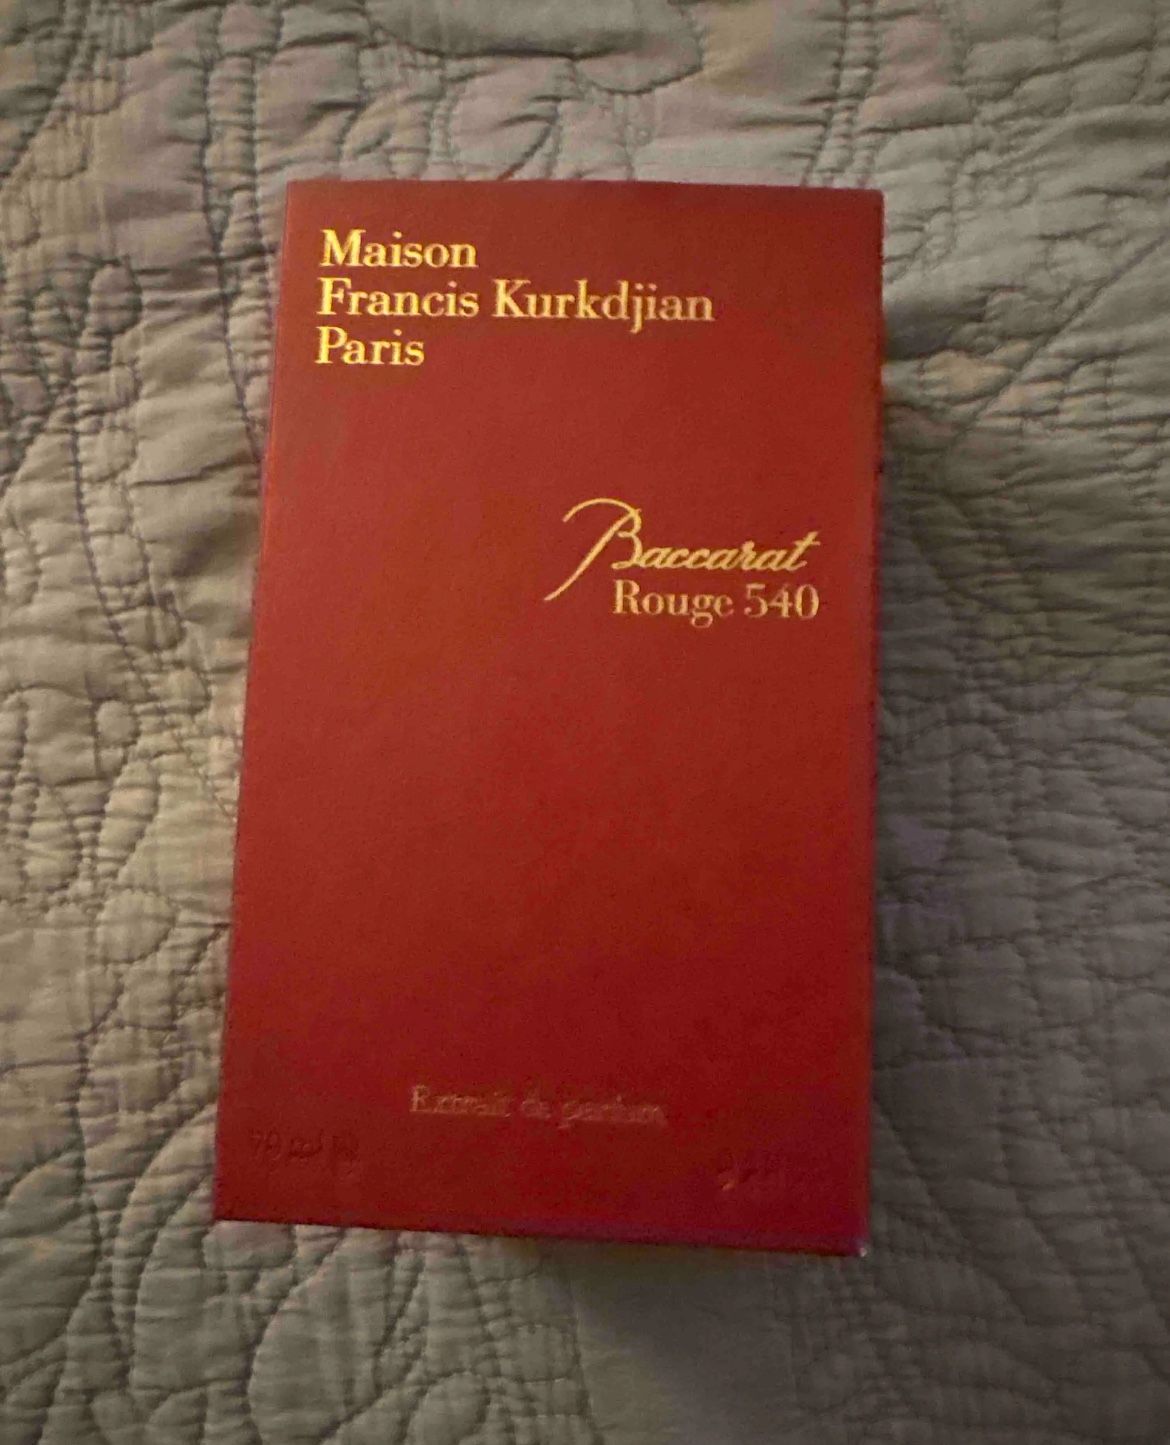 Maison
Francis Kurkdjian
Paris
Baccarat
Rouge 540
Extrait de parfum